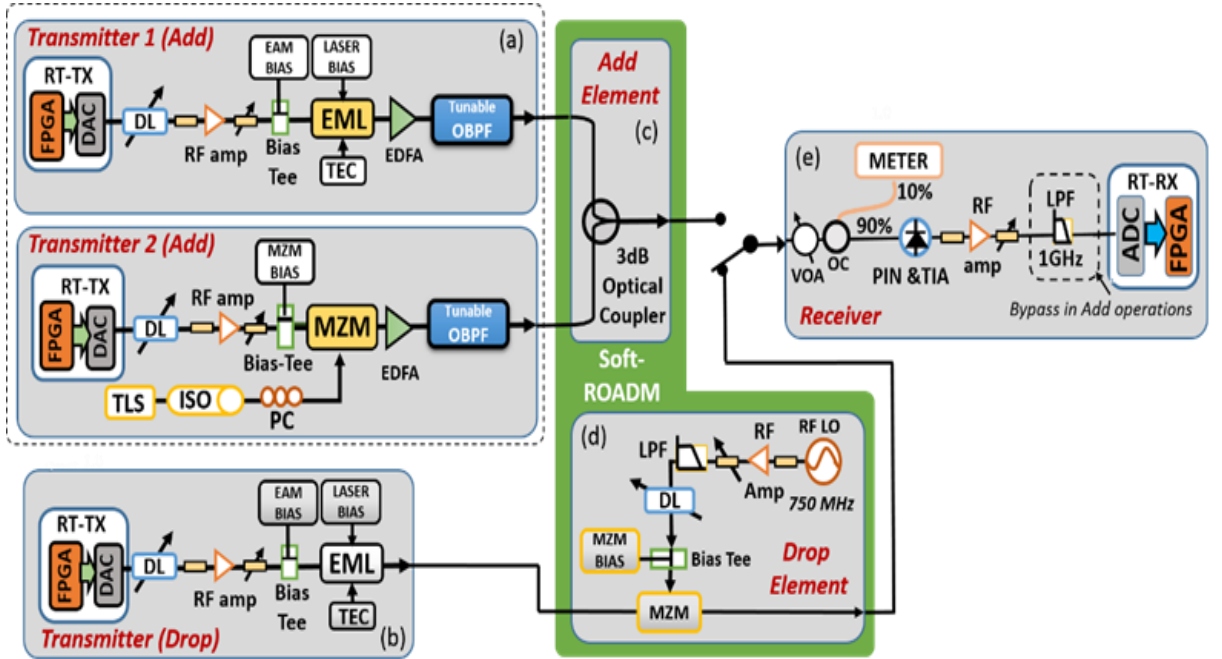 Transmitter 1 (Add)
(a)
EAM
BIAS
LASER
BIAS
RT-TX
FPGA
DAC
DL
RF amp
Bias
Tee
EML
TEC
EDFA
Tunable
OBPF
Transmitter 2 (Add)
MZM
BIAS
RT-TX
FPGA
DAC
DL
RF amp
Bias-Tee
MZM
EDFA
Tunable
OBPF
TLS
ISO
PC
Add
Element
(c)
3dB
Optical
Coupler
Soft-
ROADM
(e)
METER
10%
90%
VOA
OC
PIN &TIA
RF
amp
LPF
1GHz
RT-RX
ADC
FPGA
Bypass in Add operations
Receiver
EAM
BIAS
LASER
BIAS
RT-TX
FPGA
DAC
DL
RF amp
Bias
Tee
EML
TEC
Transmitter (Drop)
(b)
(d)
LPF
RF
Amp
RF LO
750 MHz
DL
MZM
BIAS
Bias Tee
Drop
Element
MZM